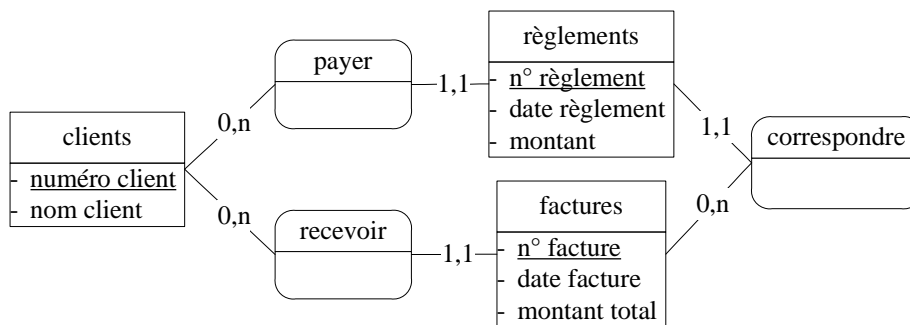 règlements
- n° règlement
- date règlement
- montant
payer
1,1
0,n
1,1
clients
- numéro client
- nom client
correspondre
0,n
recevoir
1,1
factures
- n° facture
- date facture
- montant total
0,n